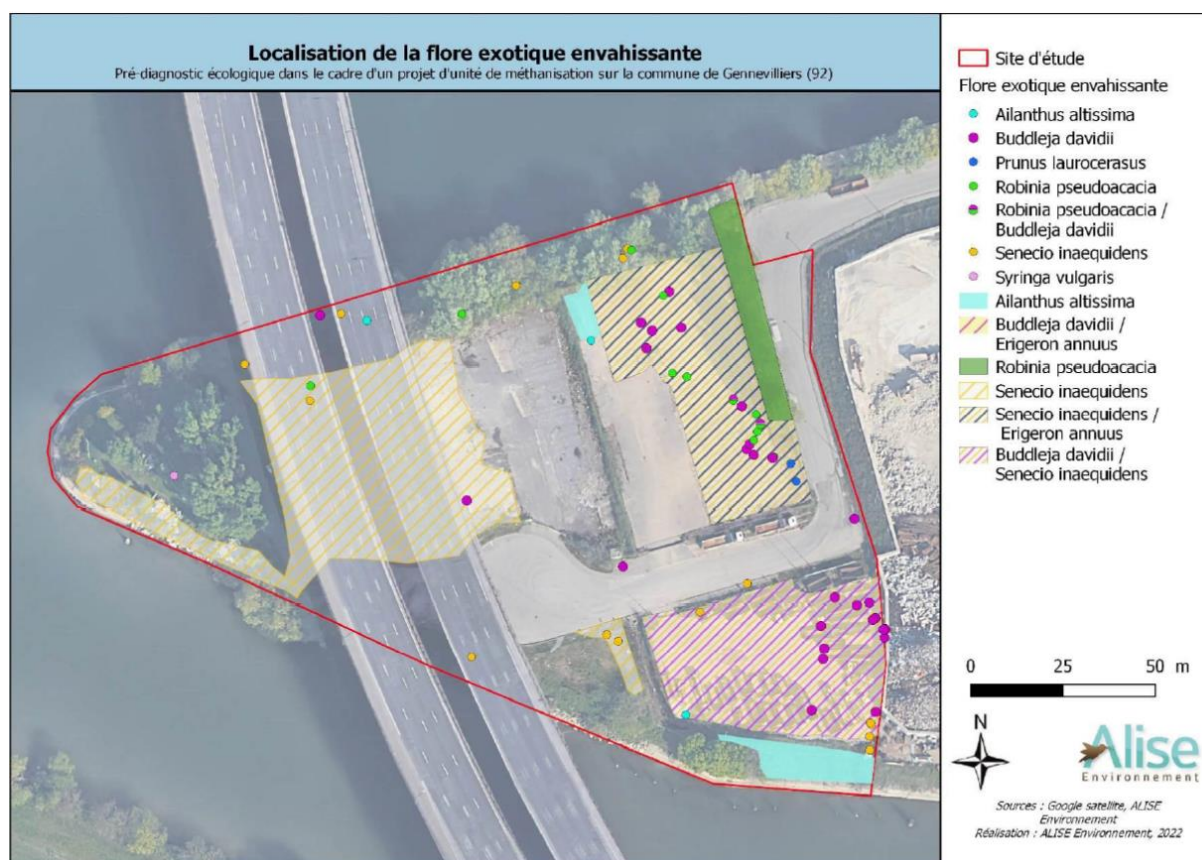 Localisation de la flore exotique envahissante
Pré-diagnostic écologique dans le cadre d'un projet d'unité de méthanisation sur la commune de Gennevilliers (92)
Site d'étude
Flore exotique envahissante
Ailanthus altissima
Buddleja davidii
Prunus laurocerasus
Robinia pseudoacacia
Robinia pseudoacacia /
Buddleja davidii
Senecio inaequidens
Syringa vulgaris
Ailanthus altissima
Buddleja davidii /
Erigeron annuus
Robinia pseudoacacia
Senecio inaequidens
Senecio inaequidens /
Erigeron annuus
Buddleja davidii /
Senecio inaequidens
0 25 50 m
N
Alise
Environnement
Sources : Google satellite, ALISE
Environnement
Réalisation : ALISE Environnement, 2022